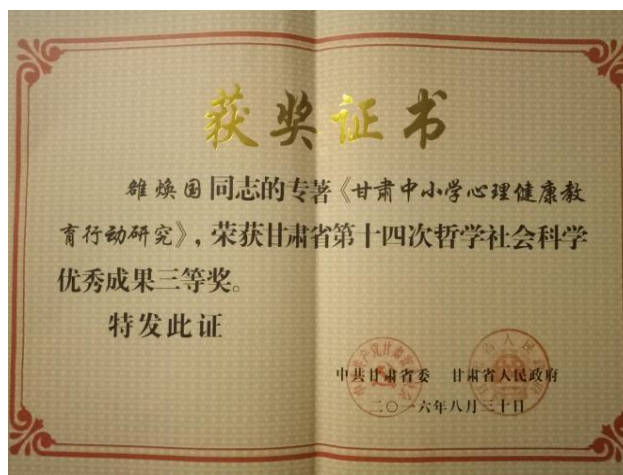 获奖证书
雒焕国同志的专著《甘肃中小学心理健康教
育行动研究》，荣获甘肃省第十四次哲学社会科学
优秀成果三等奖。
特发此证
中共甘肃省委 甘肃省人民政府
二〇一六年八月三十日